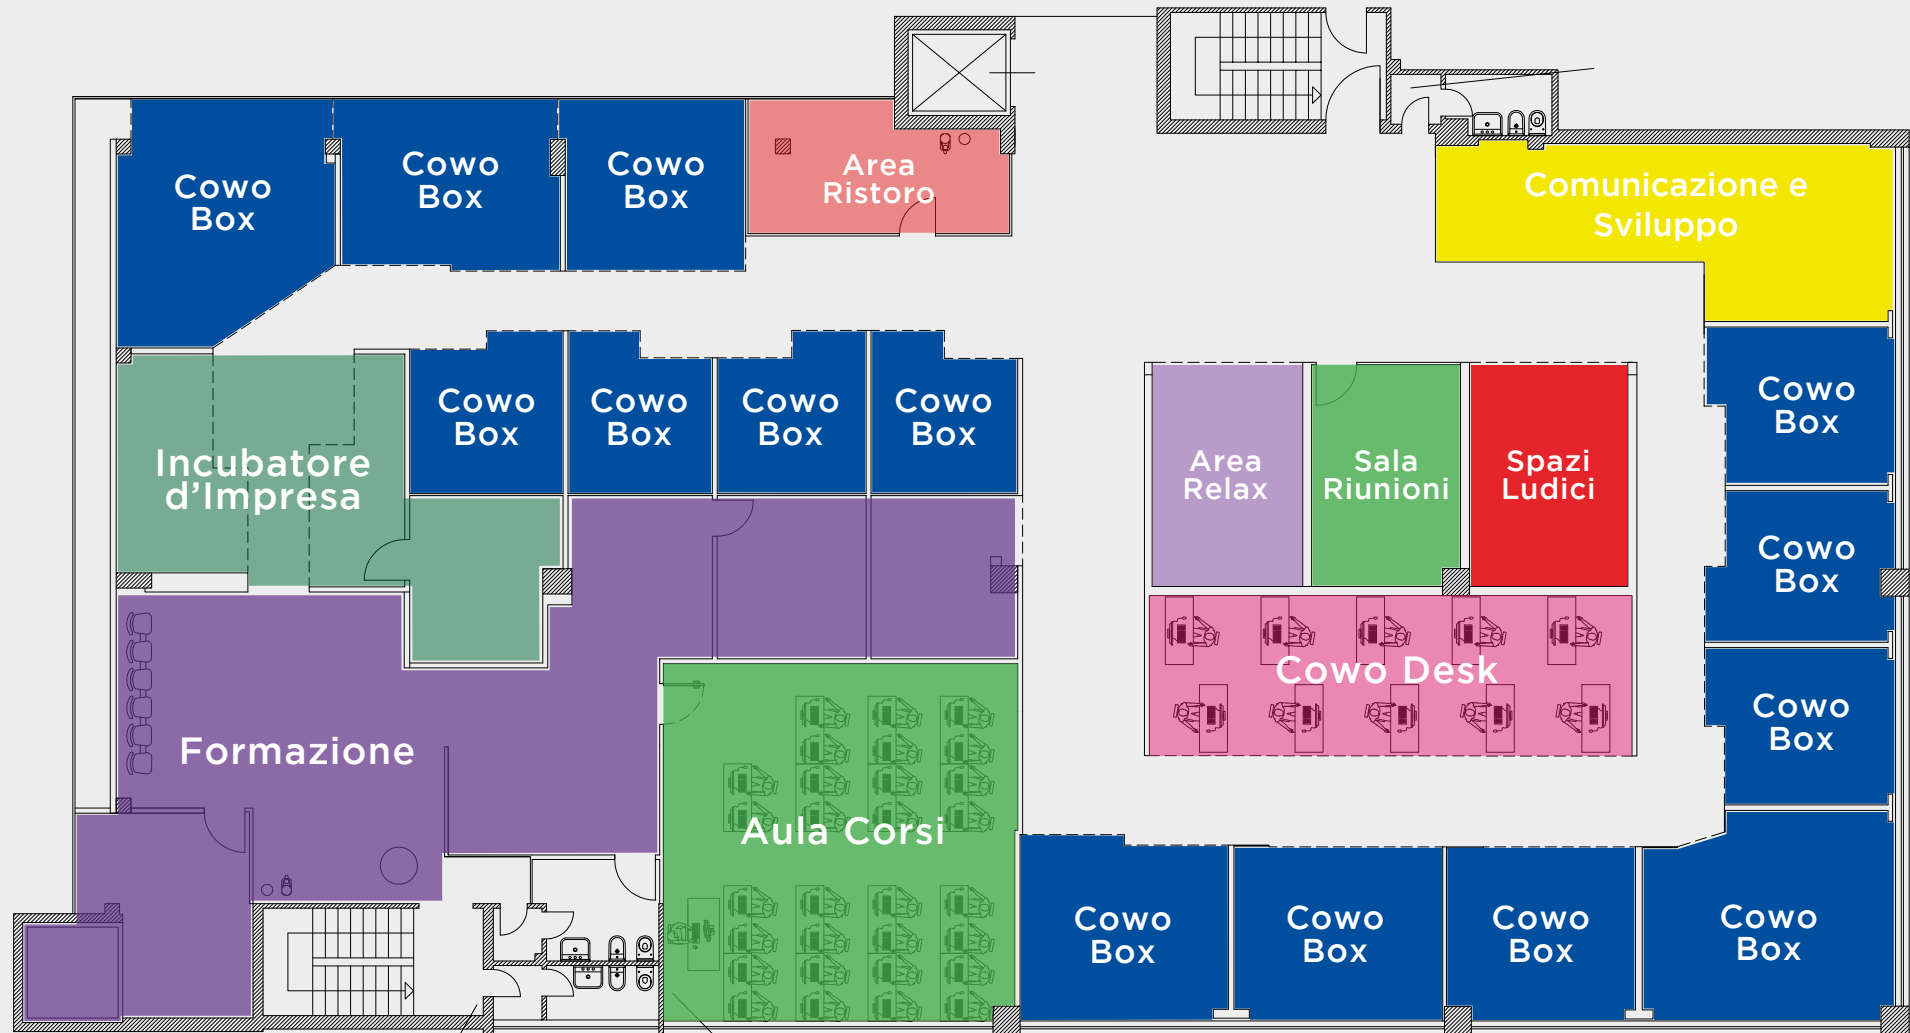 Cowo
Box
Cowo
Box
Cowo
Box
Area
Ristoro
Comunicazione e
Sviluppo
Cowo
Box
Cowo
Box
Cowo
Box
Cowo
Box
Cowo
Box
Incubatore
d’Impresa
Area
Relax
Sala
Riunioni
Spazi
Ludici
Cowo
Box
Cowo Desk
Cowo
Box
Formazione
Aula Corsi
Cowo
Box
Cowo
Box
Cowo
Box
Cowo
Box